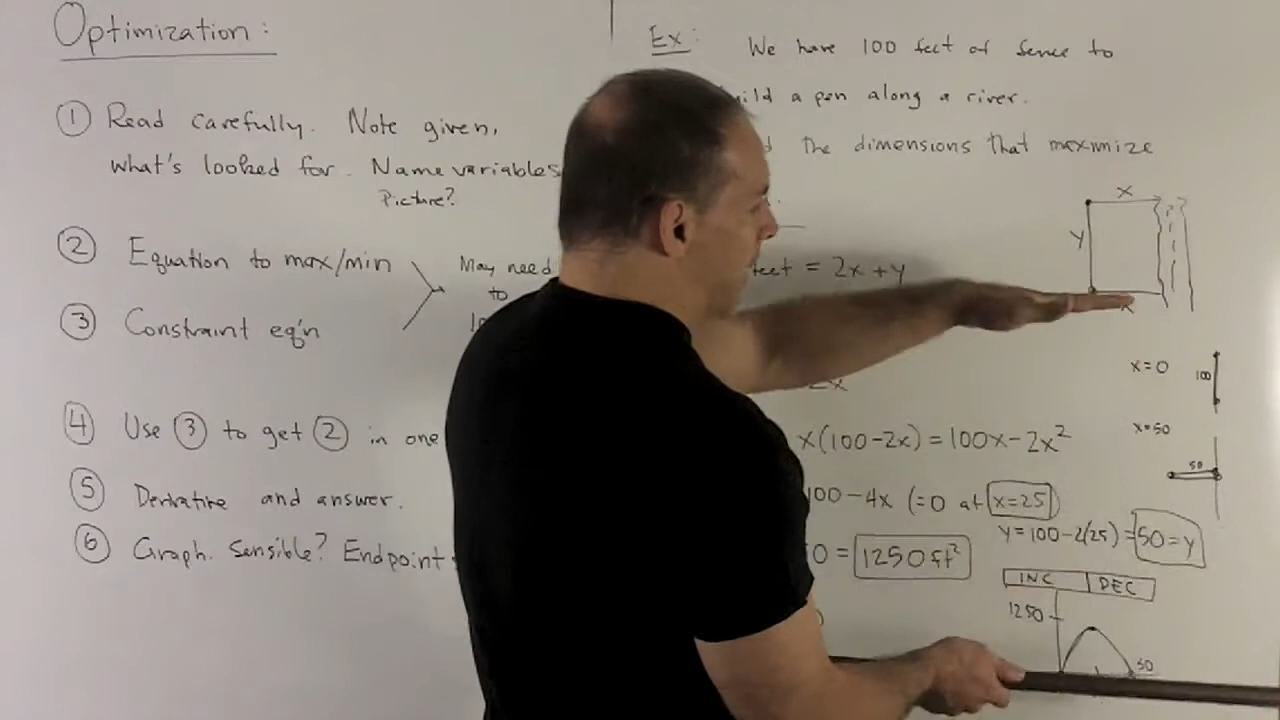 Optimization:
① Read carefully. Note given,
what's looked for. Name variables
Picture?
② Equation to max/min
③ Constraint eq'n
May need
to
④ Use ③ to get ② in one
⑤ Derivative and answer.
⑥ Graph. Sensible? Endpoint
Ex: We have 100 feet of fence to
a pen along a river.
the dimensions that maximize
= 2x + y
x
y
x
2x
x(100-2x) = 100x - 2x²
100 - 4x (=0 at x=25)
y = 100 - 2(25) = 50 = y
= 1250 ft²
x=0
100
x=50
50
INC DEC
1250
50